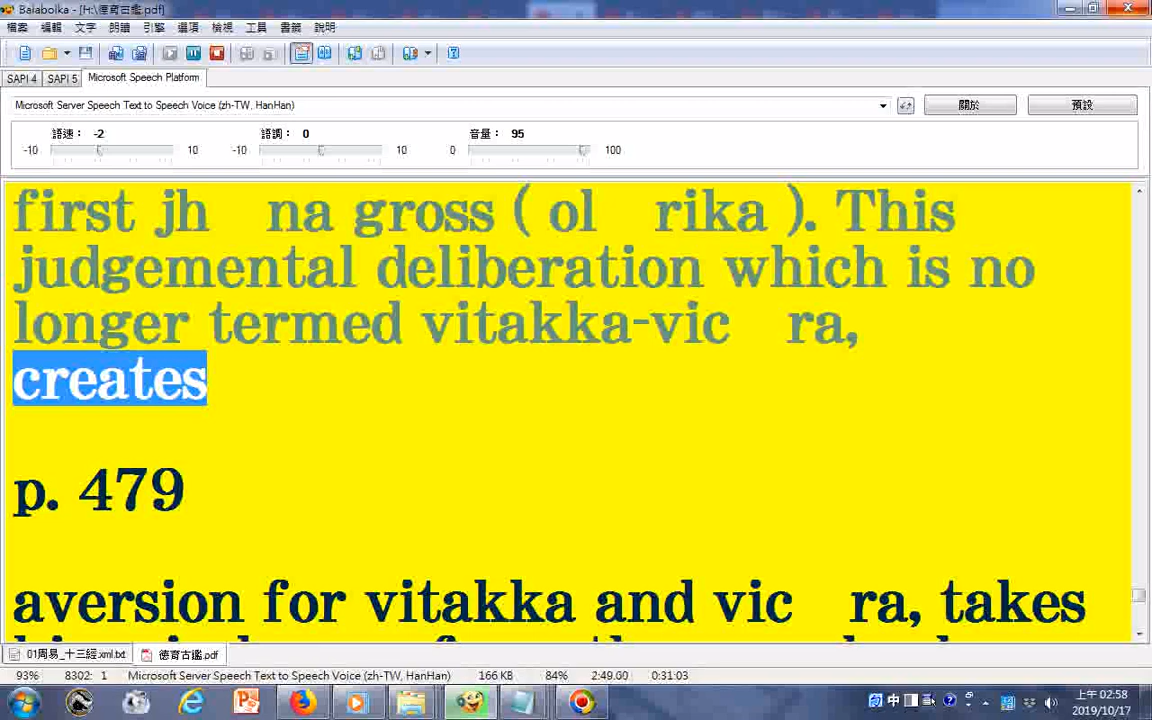 Balabolka - [H:\德育古鑑.pdf]
檔案 編輯 文字 朗讀 引擎 選項 檢視 工具 書籤 說明
SAPI 4 SAPI 5 Microsoft Speech Platform
Microsoft Server Speech Text to Speech Voice (zh-TW, HanHan) 關於 預設
語速： -2 語調： 0 音量： 95
-10 10 -10 10 0 100
first jh na gross ( ol rika ). This
judgemental deliberation which is no
longer termed vitakka-vic ra,
creates
p. 479
aversion for vitakka and vic ra, takes
01周易_十三經.xml.txt 德育古鑑.pdf
93% 8302: 1 Microsoft Server Speech Text to Speech Voice (zh-TW, HanHan) 166 KB 84% 2:49:00 0:31:03
中 上午 02:58
2019/10/17